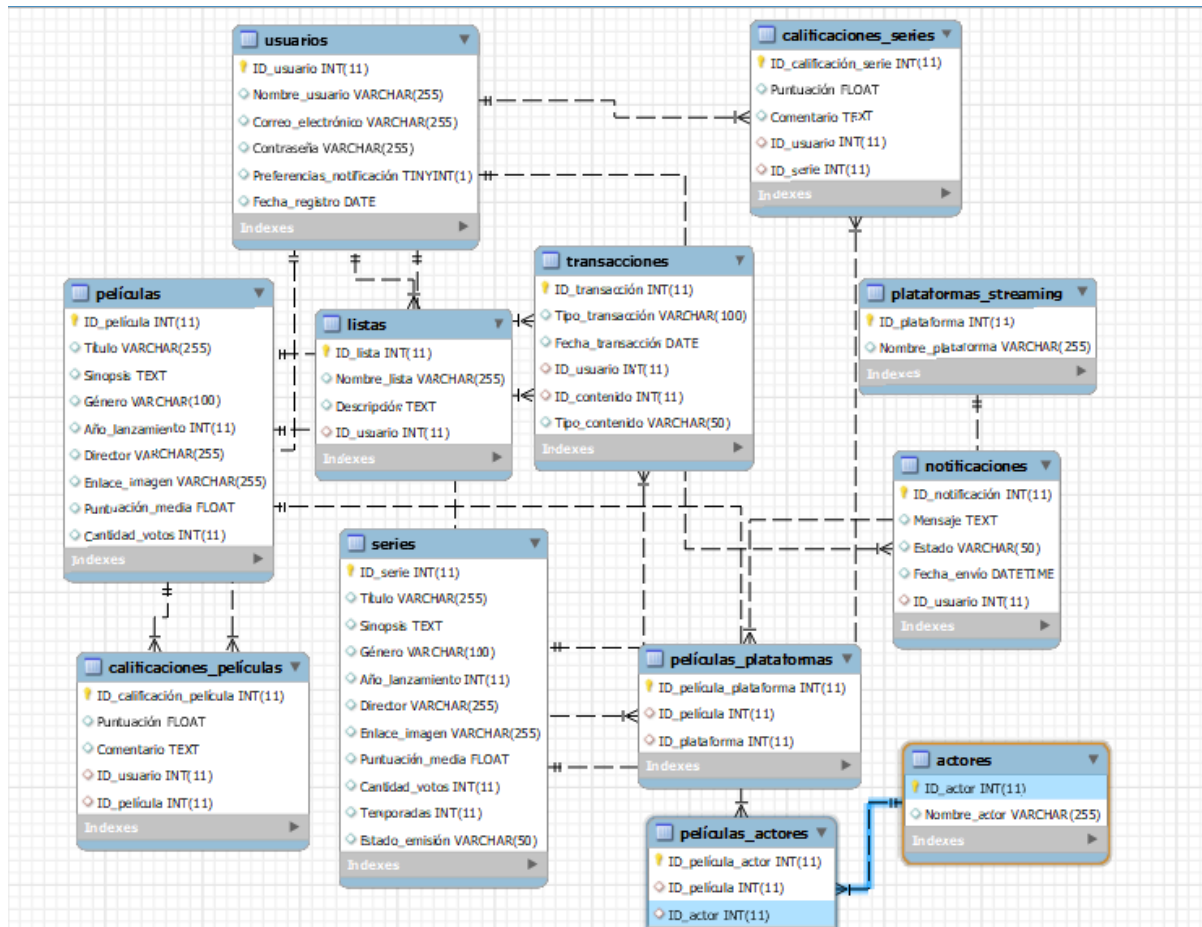 usuarios
ID_usuario INT(11)
Nombre_usuario VARCHAR(255)
Correo_electrónico VARCHAR(255)
Contraseña VARCHAR(255)
Preferencias_notificación TINYINT(1)
Fecha_registro DATE
Indexes
calificaciones_series
ID_calificación_serie INT(11)
Puntuación FLOAT
Comentario TEXT
ID_usuario INT(11)
ID_serie INT(11)
Indexes
películas
ID_película INT(11)
Título VARCHAR(255)
Sinopsis TEXT
Género VARCHAR(100)
Año_lanzamiento INT(11)
Director VARCHAR(255)
Enlace_imagen VARCHAR(255)
Puntuación_media FLOAT
Cantidad_votos INT(11)
Indexes
listas
ID_lista INT(11)
Nombre_lista VARCHAR(255)
Descripción TEXT
ID_usuario INT(11)
Indexes
transacciones
ID_transacción INT(11)
Tipo_transacción VARCHAR(100)
Fecha_transacción DATE
ID_usuario INT(11)
ID_contenido INT(11)
Tipo_contenido VARCHAR(50)
Indexes
plataformas_streaming
ID_plataforma INT(11)
Nombre_plataforma VARCHAR(255)
Indexes
notificaciones
ID_notificación INT(11)
Mensaje TEXT
Estado VARCHAR(50)
Fecha_envío DATETIME
ID_usuario INT(11)
Indexes
series
ID_serie INT(11)
Título VARCHAR(255)
Sinopsis TEXT
Género VARCHAR(100)
Año_lanzamiento INT(11)
Director VARCHAR(255)
Enlace_imagen VARCHAR(255)
Puntuación_media FLOAT
Cantidad_votos INT(11)
Temporadas INT(11)
Estado_emisión VARCHAR(50)
Indexes
calificaciones_películas
ID_calificación_película INT(11)
Puntuación FLOAT
Comentario TEXT
ID_usuario INT(11)
ID_película INT(11)
Indexes
películas_plataformas
ID_película_plataforma INT(11)
ID_película INT(11)
ID_plataforma INT(11)
Indexes
actores
ID_actor INT(11)
Nombre_actor VARCHAR(255)
Indexes
películas_actores
ID_película_actor INT(11)
ID_película INT(11)
ID_actor INT(11)